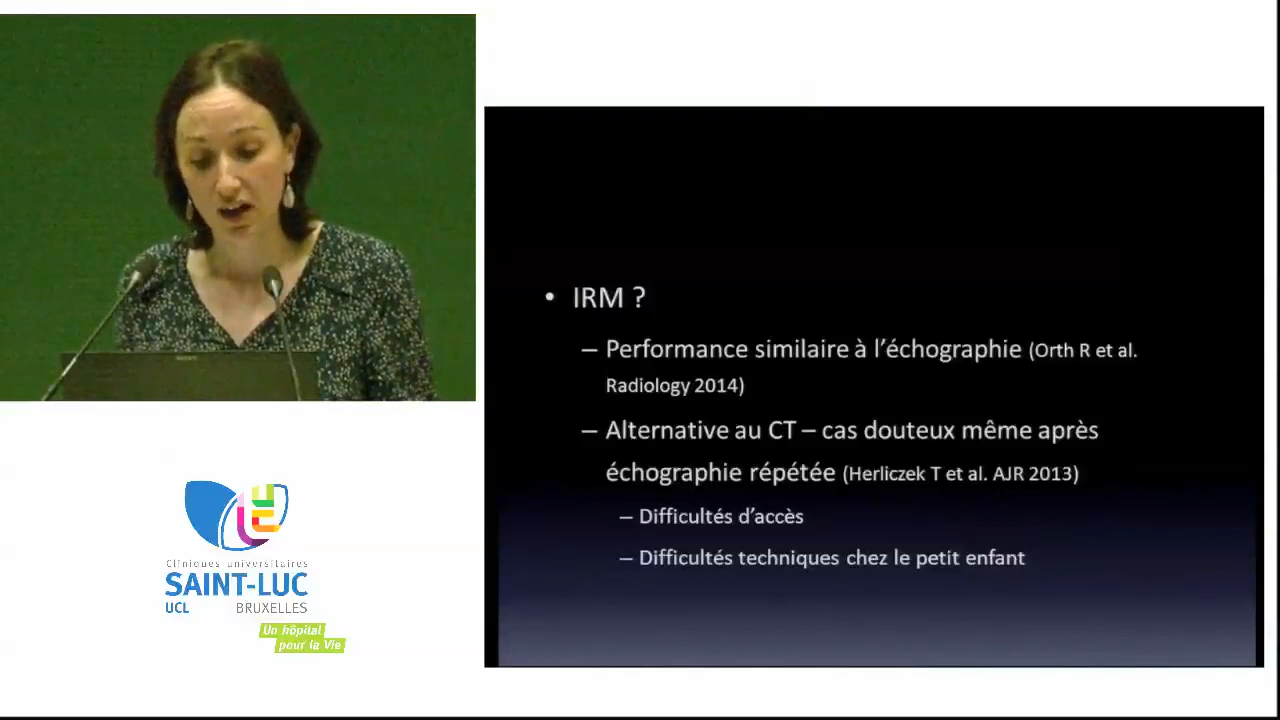 • IRM ?
– Performance similaire à l’échographie (Orth R et al.
Radiology 2014)
– Alternative au CT – cas douteux même après
échographie répétée (Herliczek T et al. AJR 2013)
– Difficultés d’accès
– Difficultés techniques chez le petit enfant
Cliniques universitaires
SAINT-LUC
UCL BRUXELLES
Un hôpital
pour la Vie